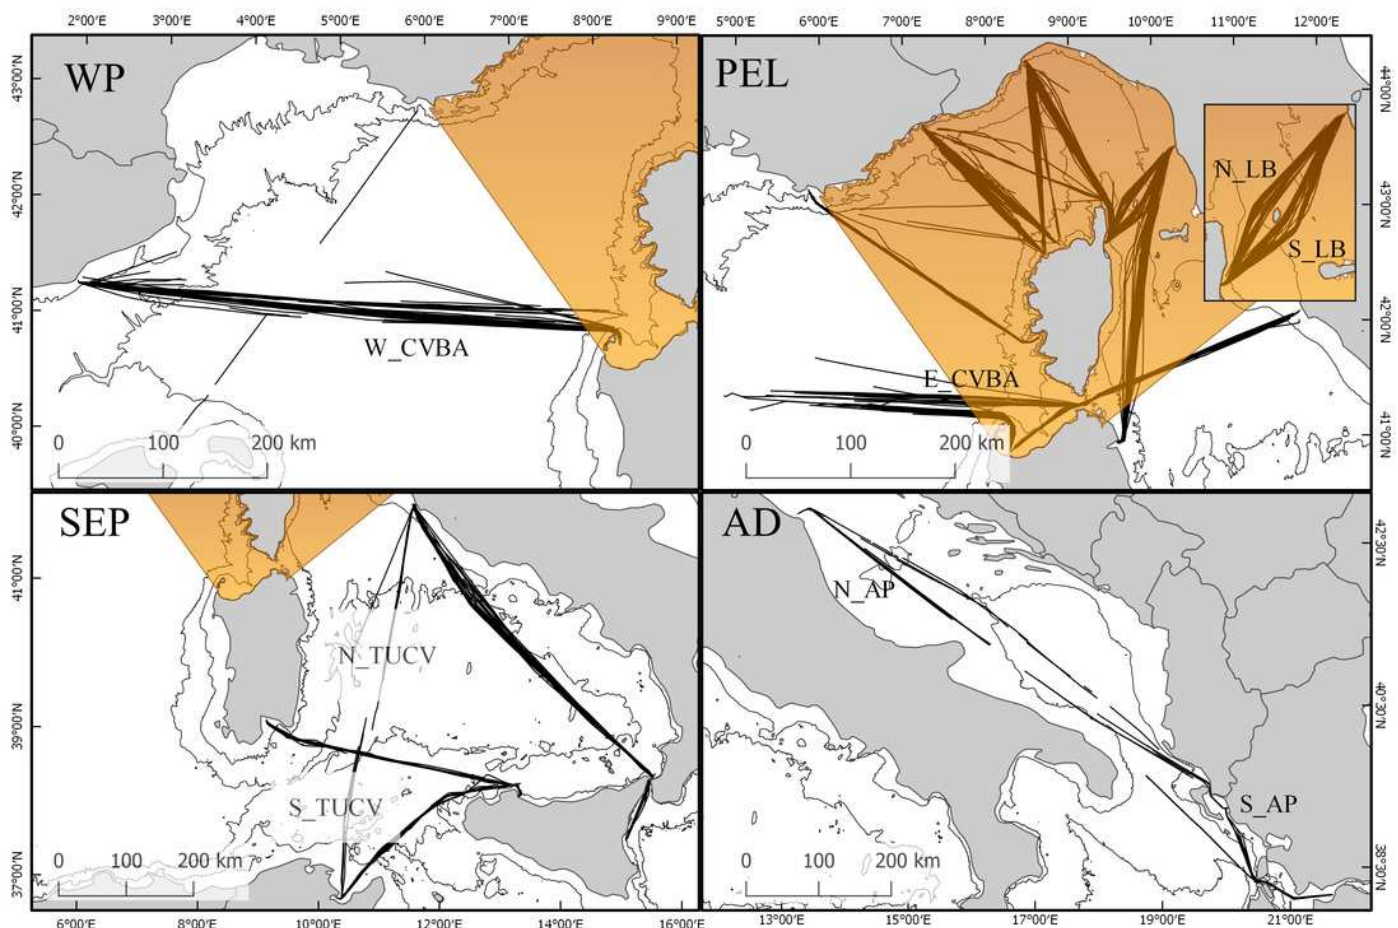 2°00'E 3°00'E 4°00'E 5°00'E 6°00'E 7°00'E 8°00'E 9°00'E
5°00'E 6°00'E 7°00'E 8°00'E 9°00'E 10°00'E 11°00'E 12°00'E
WP
43°00'N
42°00'N
41°00'N
40°00'N
W_CVBA
0 100 200 km
PEL
44°00'N
43°00'N
42°00'N
41°00'N
N_LB
S_LB
E_CVBA
0 100 200 km
SEP
41°00'N
39°00'N
37°00'N
N_TUCV
S_TUCV
0 100 200 km
6°00'E 8°00'E 10°00'E 12°00'E 14°00'E 16°00'E
AD
42°30'N
40°30'N
38°30'N
N_AP
S_AP
0 100 200 km
13°00'E 15°00'E 17°00'E 19°00'E 21°00'E